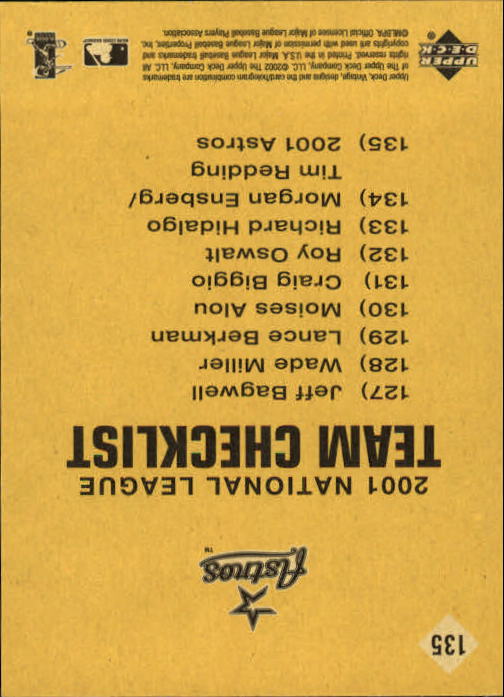 135
Astros
TM
2001 NATIONAL LEAGUE
TEAM CHECKLIST
127) Jeff Bagwell
128) Wade Miller
129) Lance Berkman
130) Moises Alou
131) Craig Biggio
132) Roy Oswalt
133) Richard Hidalgo
134) Morgan Ensberg/
Tim Redding
135) 2001 Astros
Upper Deck, Vintage, designs and the card/hologram combination are trademarks
of The Upper Deck Company, LLC. ©2002 The Upper Deck Company, LLC. All
rights reserved. Printed in the U.S.A. Major League Baseball trademarks and
copyrights are used with permission of Major League Baseball Properties, Inc.
©MLBPA Official Licensee of Major League Baseball Players Association.
UPPER
DECK
®